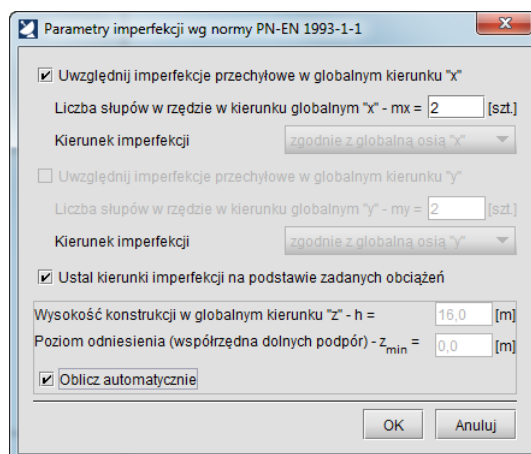 Parametry imperfekcji wg normy PN-EN 1993-1-1
Uwzględnij imperfekcje przechyłowe w globalnym kierunku "x"
Liczba słupów w rzędzie w kierunku globalnym "x" - mx = 2 [szt.]
Kierunek imperfekcji zgodnie z globalną osią "x"
Uwzględnij imperfekcje przechyłowe w globalnym kierunku "y"
Liczba słupów w rzędzie w kierunku globalnym "y" - my = 2 [szt.]
Kierunek imperfekcji zgodnie z globalną osią "y"
Ustal kierunki imperfekcji na podstawie zadanych obciążeń
Wysokość konstrukcji w globalnym kierunku "z" - h = 16,0 [m]
Poziom odniesienia (współrzędna dolnych podpór) - zmin = 0,0 [m]
Oblicz automatycznie
OK Anuluj